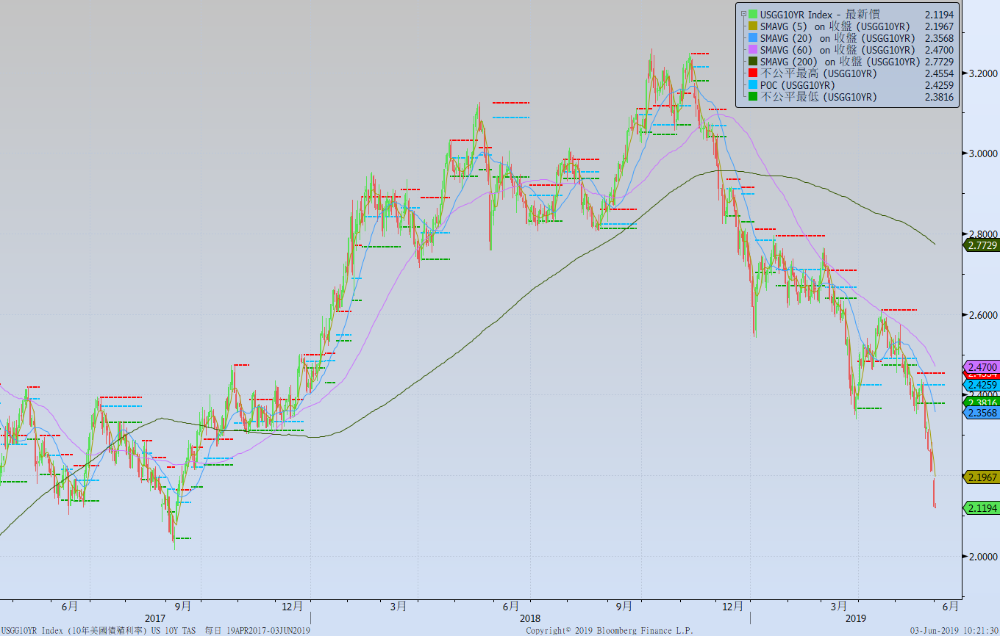 USGG10YR Index - 最新價 2.1194
SMAVG (5) on 收盤 (USGG10YR) 2.1967
SMAVG (20) on 收盤 (USGG10YR) 2.3568
SMAVG (60) on 收盤 (USGG10YR) 2.4700
SMAVG (200) on 收盤 (USGG10YR) 2.7729
不公平最高 (USGG10YR) 2.4554
POC (USGG10YR) 2.4259
不公平最低 (USGG10YR) 2.3816
3.2000
3.0000
2.8000
2.7729
2.6000
2.4700
2.4554
2.4259
2.4000
2.3816
2.3568
2.1967
2.1194
2.0000
6月 9月 12月 3月 6月 9月 12月 3月 6月
2017 2018 2019
USGG10YR Index (10年美國債殖利率) US 10Y TAS 每日 19APR2017-03JUN2019 Copyright© 2019 Bloomberg Finance L.P. 03-Jun-2019 10:21:30